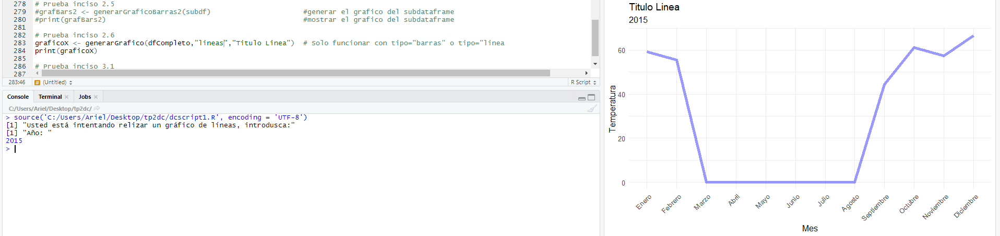 278 # Prueba inciso 2.5
279 #grafBars2 <- generarGraficoBarras2(subdf) #generar el grafico del subdataframe
280 #print(grafBars2) #mostrar el grafico del subdataframe
281
282 # Prueba inciso 2.6
283 graficoX <- generarGrafico(dfCompleto,"lineas","Titulo Linea") # Solo funcionar con tipo="barras" o tipo="linea
284 print(graficoX)
285
286 # Prueba inciso 3.1
287
283:46 # (Untitled) R Script
Console Terminal Jobs
C:/Users/Ariel/Desktop/tp2dc/
> source('C:/Users/Ariel/Desktop/tp2dc/dcscript1.R', encoding = 'UTF-8')
[1] "Usted está intentando relizar un gráfico de líneas, introdusca:"
[1] "Año: "
2015
>
Titulo Linea
2015
Temperatura
60
40
20
0
Enero Febrero Marzo Abril Mayo Junio Julio Agosto Septiembre Octubre Noviembre Diciembre
Mes